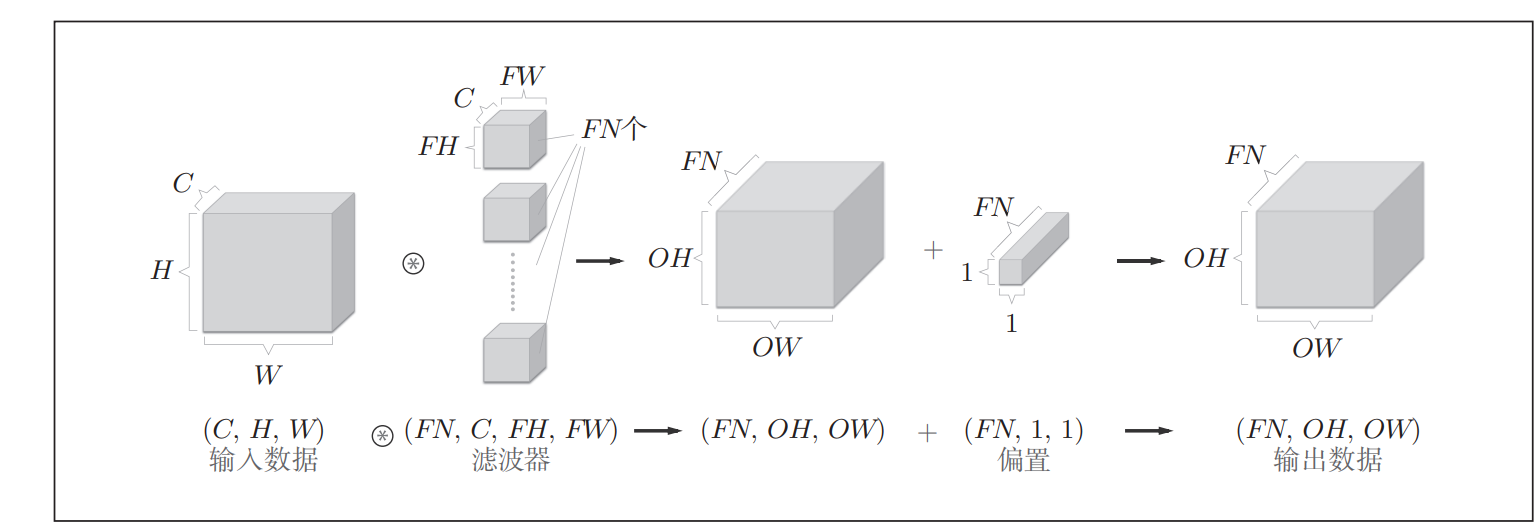 FW
C
FH
FN个
C
H
W
⊛
FN
OH
OW
+
FN
1
1
FN
OH
OW
(C, H, W) ⊛ (FN, C, FH, FW) → (FN, OH, OW) + (FN, 1, 1) → (FN, OH, OW)
输入数据 滤波器 偏置 输出数据